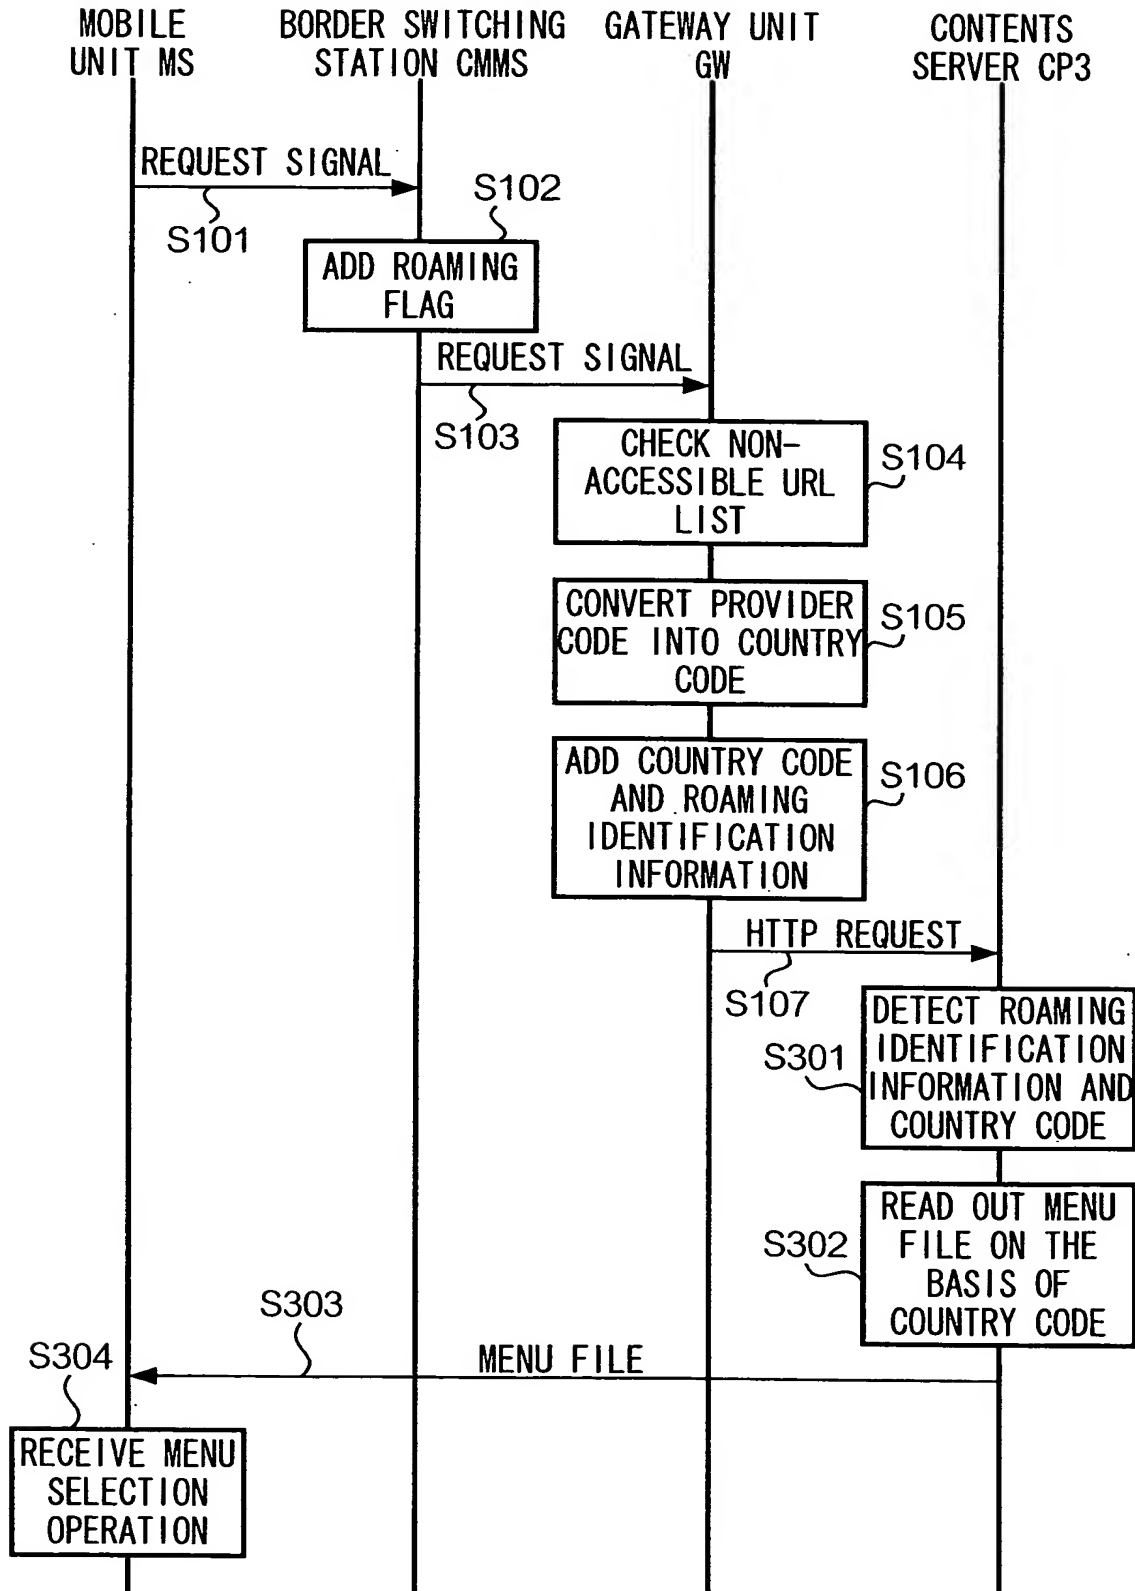 MOBILE
UNIT MS
BORDER SWITCHING
STATION CMMS
GATEWAY UNIT
GW
CONTENTS
SERVER CP3
REQUEST SIGNAL
S101
S102
ADD ROAMING
FLAG
REQUEST SIGNAL
S103
CHECK NON-
ACCESSIBLE URL
LIST
S104
CONVERT PROVIDER
CODE INTO COUNTRY
CODE
S105
ADD COUNTRY CODE
AND ROAMING
IDENTIFICATION
INFORMATION
S106
HTTP REQUEST
S107
DETECT ROAMING
IDENTIFICATION
INFORMATION AND
COUNTRY CODE
S301
READ OUT MENU
FILE ON THE
BASIS OF
COUNTRY CODE
S302
S303
MENU FILE
S304
RECEIVE MENU
SELECTION
OPERATION